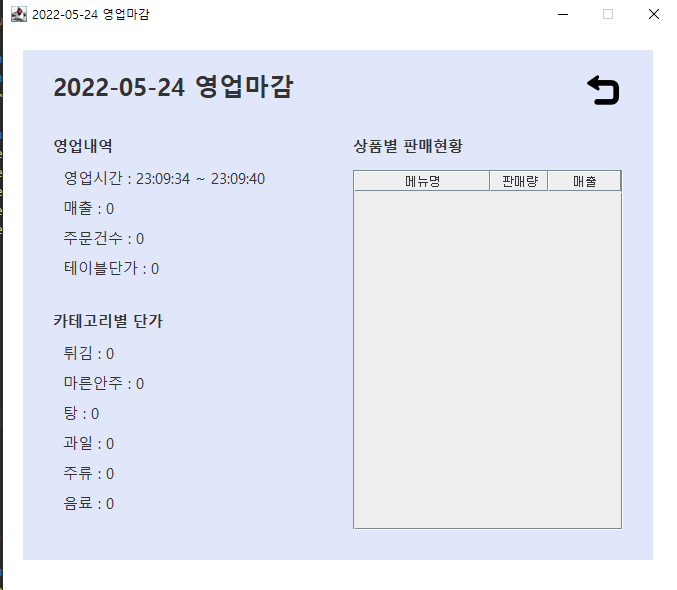 2022-05-24 영업마감
2022-05-24 영업마감
영업내역
영업시간 : 23:09:34 ~ 23:09:40
매출 : 0
주문건수 : 0
테이블단가 : 0
카테고리별 단가
튀김 : 0
마른안주 : 0
탕 : 0
과일 : 0
주류 : 0
음료 : 0
상품별 판매현황
메뉴명 판매량 매출